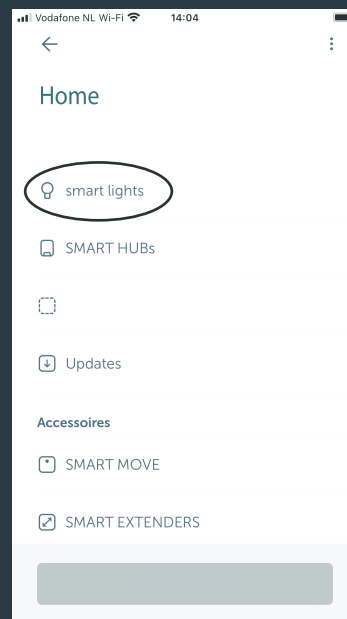 Vodafone NL Wi-Fi 14:04
Home
smart lights
SMART HUBs
Updates
Accessoires
SMART MOVE
SMART EXTENDERS